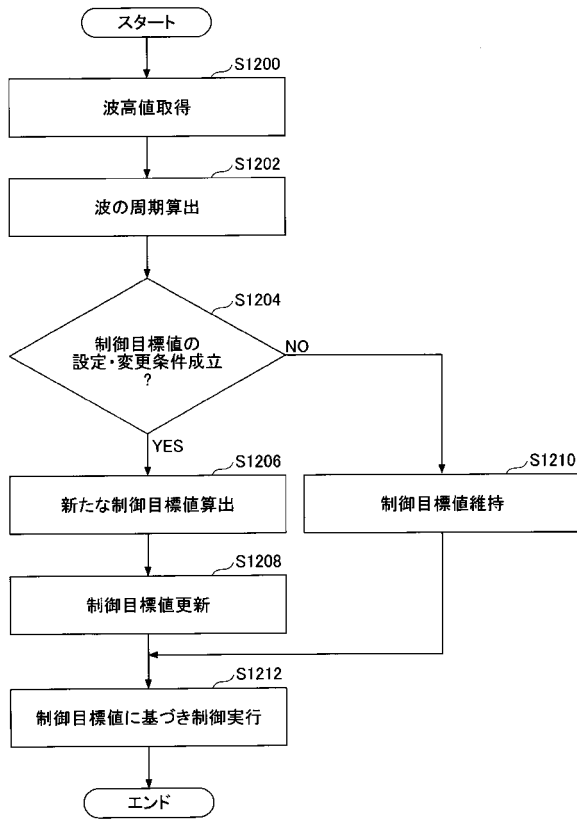 スタート
S1200
波高値取得
S1202
波の周期算出
S1204
制御目標値の
設定・変更条件成立
?
NO
YES
S1206
新たな制御目標値算出
S1210
制御目標値維持
S1208
制御目標値更新
S1212
制御目標値に基づき制御実行
エンド